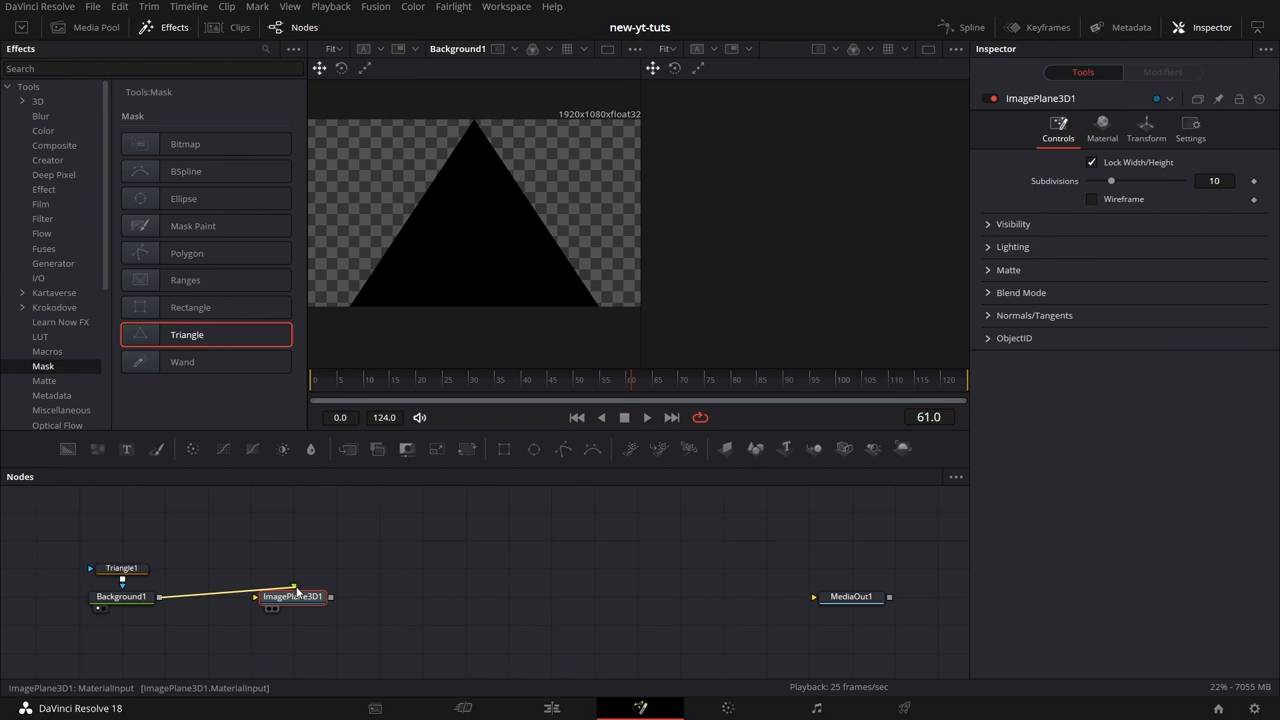 DaVinci Resolve File Edit Trim Timeline Clip Mark View Playback Fusion Color Fairlight Workspace Help
Media Pool Effects Clips Nodes new-yt-tuts Spline Keyframes Metadata Inspector
Effects Fit Background1 Fit Inspector
Search
Tools
3D
Blur
Color
Composite
Creator
Deep Pixel
Effect
Film
Filter
Flow
Fuses
Generator
I/O
Kartaverse
Krokodove
Learn Now FX
LUT
Macros
Mask
Matte
Metadata
Miscellaneous
Optical Flow
Tools:Mask
Mask
Bitmap
BSpline
Ellipse
Mask Paint
Polygon
Ranges
Rectangle
Triangle
Wand
1920x1080xfloat32
Tools Modifiers
ImagePlane3D1
Controls Material Transform Settings
Lock Width/Height
Subdivisions 10
Wireframe
Visibility
Lighting
Matte
Blend Mode
Normals/Tangents
ObjectID
0 5 10 15 20 25 30 35 40 45 50 55 60 65 70 75 80 85 90 95 100 105 110 115 120
0.0 124.0 61.0
Nodes
Triangle1
Background1 ImagePlane3D1 MediaOut1
ImagePlane3D1: MaterialInput [ImagePlane3D1.MaterialInput] Playback: 25 frames/sec 22% - 7055 MB
DaVinci Resolve 18